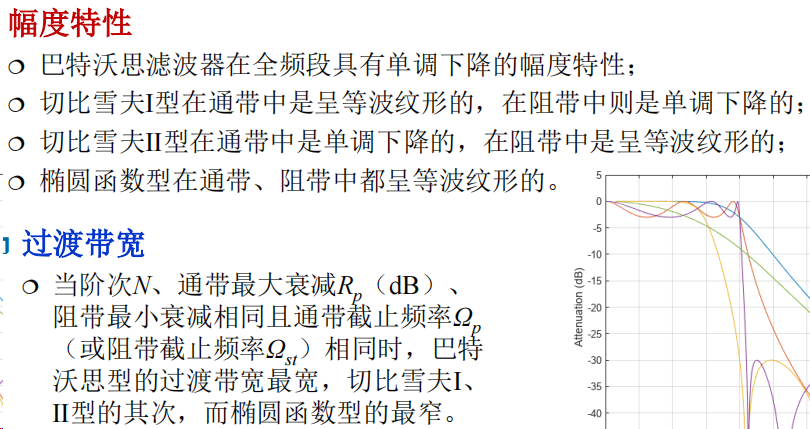 幅度特性
巴特沃思滤波器在全频段具有单调下降的幅度特性；
切比雪夫I型在通带中是呈等波纹形的，在阻带中则是单调下降的；
切比雪夫II型在通带中是单调下降的，在阻带中是呈等波纹形的；
椭圆函数型在通带、阻带中都呈等波纹形的。
过渡带宽
当阶次N、通带最大衰减Rp（dB）、
阻带最小衰减相同且通带截止频率Ωp
（或阻带截止频率Ωst）相同时，巴特
沃思型的过渡带宽最宽，切比雪夫I、
II型的其次，而椭圆函数型的最窄。
5
0
-5
-10
-15
-20
-25
-30
-35
-40
Attenuation (dB)